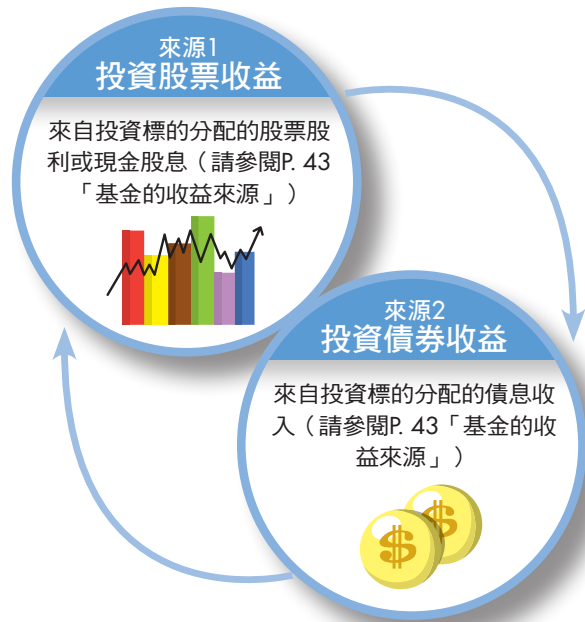 來源1
投資股票收益
來自投資標的分配的股票股
利或現金股息（請參閱P. 43
「基金的收益來源」）
來源2
投資債券收益
來自投資標的分配的債息收
入（請參閱P. 43「基金的收
益來源」）
$
$